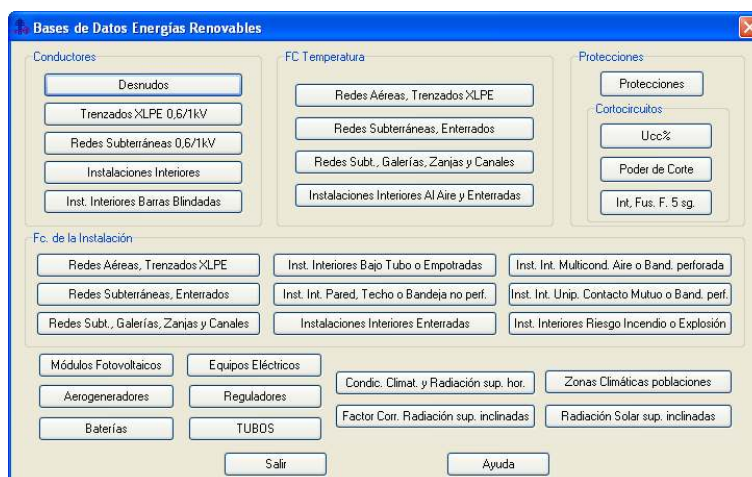 Bases de Datos Energías Renovables
Conductores
Desnudos
Trenzados XLPE 0,6/1kV
Redes Subterráneas 0,6/1kV
Instalaciones Interiores
Inst. Interiores Barras Blindadas
FC Temperatura
Redes Aéreas, Trenzados XLPE
Redes Subterráneas, Enterrados
Redes Subt., Galerías, Zanjas y Canales
Instalaciones Interiores Al Aire y Enterradas
Protecciones
Protecciones
Cortocircuitos
Ucc%
Poder de Corte
Int, Fus. F. 5 sg.
Fc. de la Instalación
Redes Aéreas, Trenzados XLPE
Inst. Interiores Bajo Tubo o Empotradas
Inst. Int. Multicond. Aire o Band. perforada
Redes Subterráneas, Enterrados
Inst. Int. Pared, Techo o Bandeja no perf.
Inst. Int. Unip. Contacto Mutuo o Band. perf.
Redes Subt., Galerías, Zanjas y Canales
Instalaciones Interiores Enterradas
Inst. Interiores Riesgo Incendio o Explosión
Módulos Fotovoltaicos
Equipos Eléctricos
Aerogeneradores
Reguladores
Baterías
TUBOS
Condic. Climat. y Radiación sup. hor.
Zonas Climáticas poblaciones
Factor Corr. Radiación sup. inclinadas
Radiación Solar sup. inclinadas
Salir
Ayuda